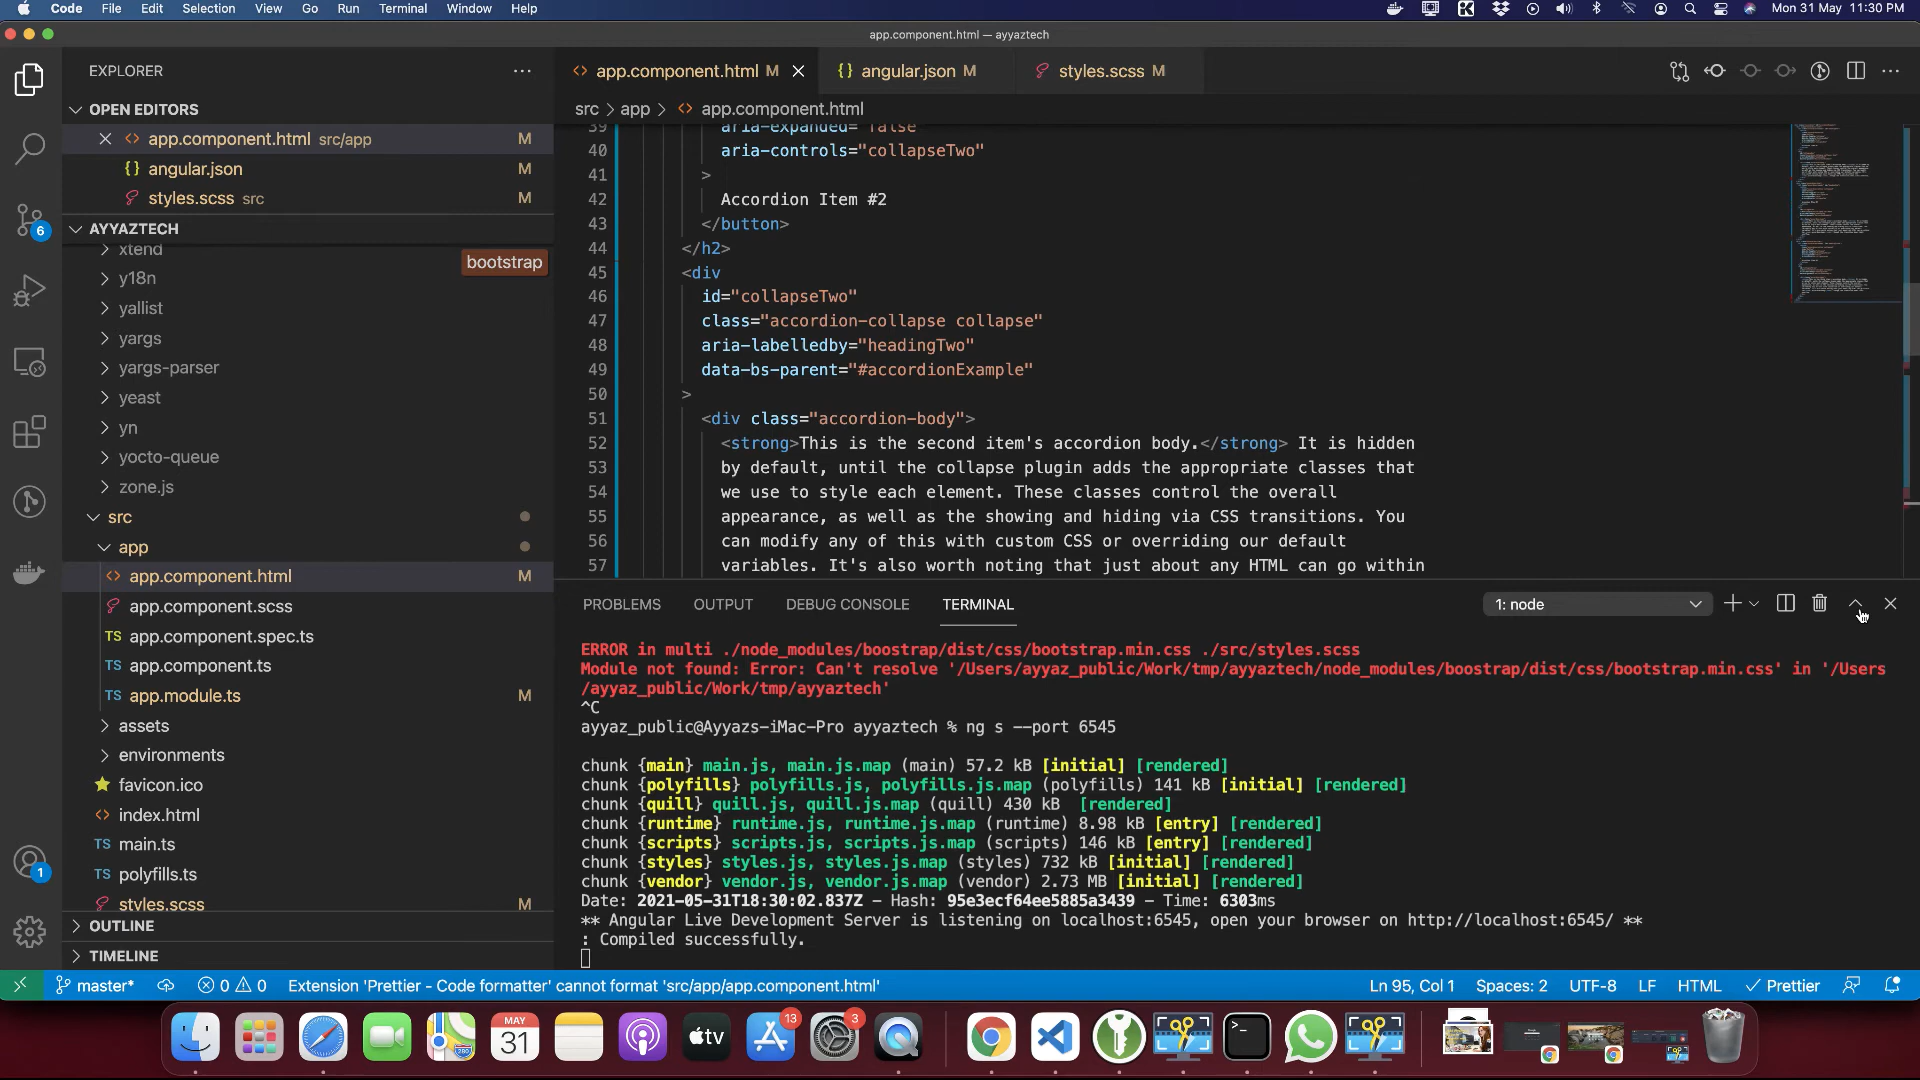 Code File Edit Selection View Go Run Terminal Window Help Mon 31 May 11:30 PM
app.component.html — ayyaztech
EXPLORER
OPEN EDITORS
app.component.html src/app M
angular.json M
styles.scss src M
AYYAZTECH
xtend
bootstrap
y18n
yallist
yargs
yargs-parser
yeast
yn
yocto-queue
zone.js
src
app
app.component.html M
app.component.scss
TS app.component.spec.ts
TS app.component.ts
TS app.module.ts M
assets
environments
favicon.ico
index.html
TS main.ts
TS polyfills.ts
styles.scss
OUTLINE
TIMELINE
6
1
app.component.html M
{} angular.json M
styles.scss M
src > app > app.component.html
39 aria-expanded="false"
40 aria-controls="collapseTwo"
41 >
42 Accordion Item #2
43 </button>
44 </h2>
45 <div
46 id="collapseTwo"
47 class="accordion-collapse collapse"
48 aria-labelledby="headingTwo"
49 data-bs-parent="#accordionExample"
50 >
51 <div class="accordion-body">
52 <strong>This is the second item's accordion body.</strong> It is hidden
53 by default, until the collapse plugin adds the appropriate classes that
54 we use to style each element. These classes control the overall
55 appearance, as well as the showing and hiding via CSS transitions. You
56 can modify any of this with custom CSS or overriding our default
57 variables. It's also worth noting that just about any HTML can go within
PROBLEMS OUTPUT DEBUG CONSOLE TERMINAL 1: node
ERROR in multi ./node_modules/boostrap/dist/css/bootstrap.min.css ./src/styles.scss
Module not found: Error: Can't resolve '/Users/ayyaz_public/Work/tmp/ayyaztech/node_modules/boostrap/dist/css/bootstrap.min.css' in '/Users
/ayyaz_public/Work/tmp/ayyaztech'
^C
ayyaz_public@Ayyazs-iMac-Pro ayyaztech % ng s --port 6545
chunk {main} main.js, main.js.map (main) 57.2 kB [initial] [rendered]
chunk {polyfills} polyfills.js, polyfills.js.map (polyfills) 141 kB [initial] [rendered]
chunk {quill} quill.js, quill.js.map (quill) 430 kB [rendered]
chunk {runtime} runtime.js, runtime.js.map (runtime) 8.98 kB [entry] [rendered]
chunk {scripts} scripts.js, scripts.js.map (scripts) 146 kB [entry] [rendered]
chunk {styles} styles.js, styles.js.map (styles) 732 kB [initial] [rendered]
chunk {vendor} vendor.js, vendor.js.map (vendor) 2.73 MB [initial] [rendered]
Date: 2021-05-31T18:30:02.837Z - Hash: 95e3ecf64ee5885a3439 - Time: 6303ms
** Angular Live Development Server is listening on localhost:6545, open your browser on http://localhost:6545/ **
: Compiled successfully.
master* 0 0 Extension 'Prettier - Code formatter' cannot format 'src/app/app.component.html' Ln 95, Col 1 Spaces: 2 UTF-8 LF HTML Prettier
MAY
31
tv
13
3